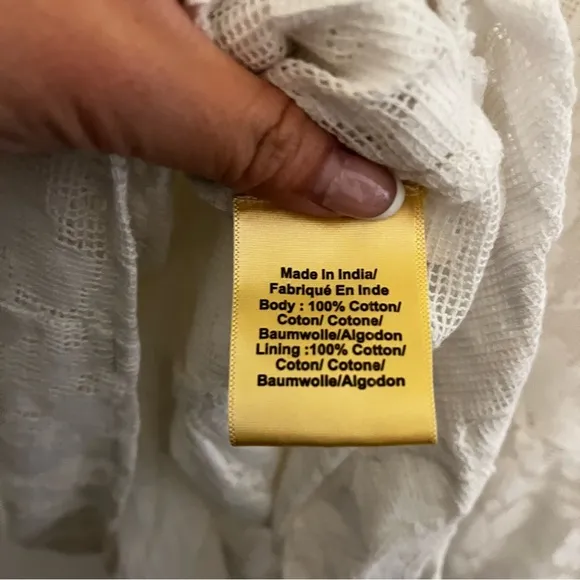 Made In India/
Fabriqué En Inde
Body : 100% Cotton/
Coton/ Cotone/
Baumwolle/Algodon
Lining :100% Cotton/
Coton/ Cotone/
Baumwolle/Algodon